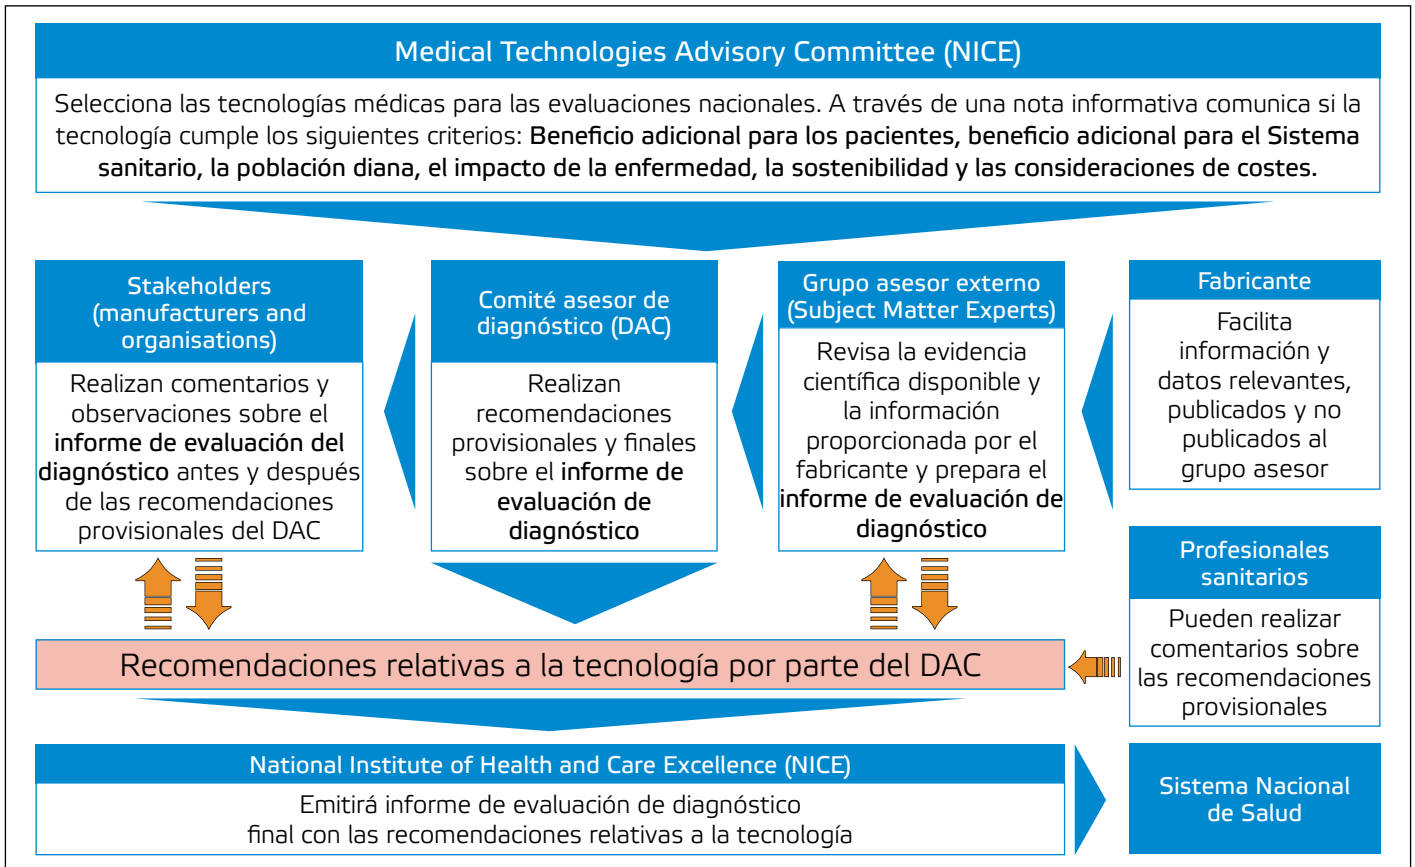 Medical Technologies Advisory Committee (NICE)
Selecciona las tecnologías médicas para las evaluaciones nacionales. A través de una nota informativa comunica si la
tecnología cumple los siguientes criterios: Beneficio adicional para los pacientes, beneficio adicional para el Sistema
sanitario, la población diana, el impacto de la enfermedad, la sostenibilidad y las consideraciones de costes.
Stakeholders
(manufacturers and
organisations)
Realizan comentarios y
observaciones sobre el
informe de evaluación del
diagnóstico antes y después
de las recomendaciones
provisionales del DAC
Comité asesor de
diagnóstico (DAC)
Realizan
recomendaciones
provisionales y finales
sobre el informe de
evaluación de
diagnóstico
Grupo asesor externo
(Subject Matter Experts)
Revisa la evidencia
científica disponible y
la información
proporcionada por el
fabricante y prepara el
informe de evaluación de
diagnóstico
Fabricante
Facilita
información y
datos relevantes,
publicados y no
publicados al
grupo asesor
Profesionales
sanitarios
Pueden realizar
comentarios sobre
las recomendaciones
provisionales
Recomendaciones relativas a la tecnología por parte del DAC
National Institute of Health and Care Excellence (NICE)
Emitirá informe de evaluación de diagnóstico
final con las recomendaciones relativas a la tecnología
Sistema Nacional
de Salud